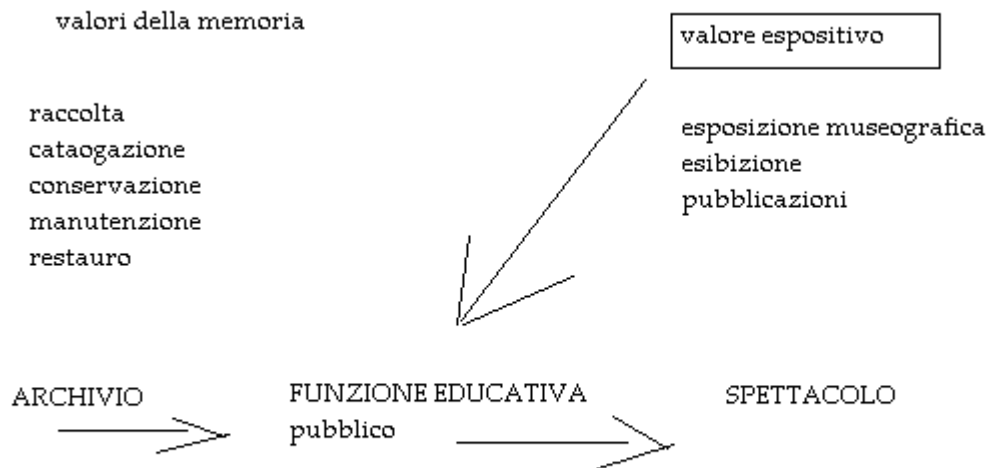 valori della memoria
raccolta
cataogazione
conservazione
manutenzione
restauro
valore espositivo
esposizione museografica
esibizione
pubblicazioni
ARCHIVIO
FUNZIONE EDUCATIVA
pubblico
SPETTACOLO